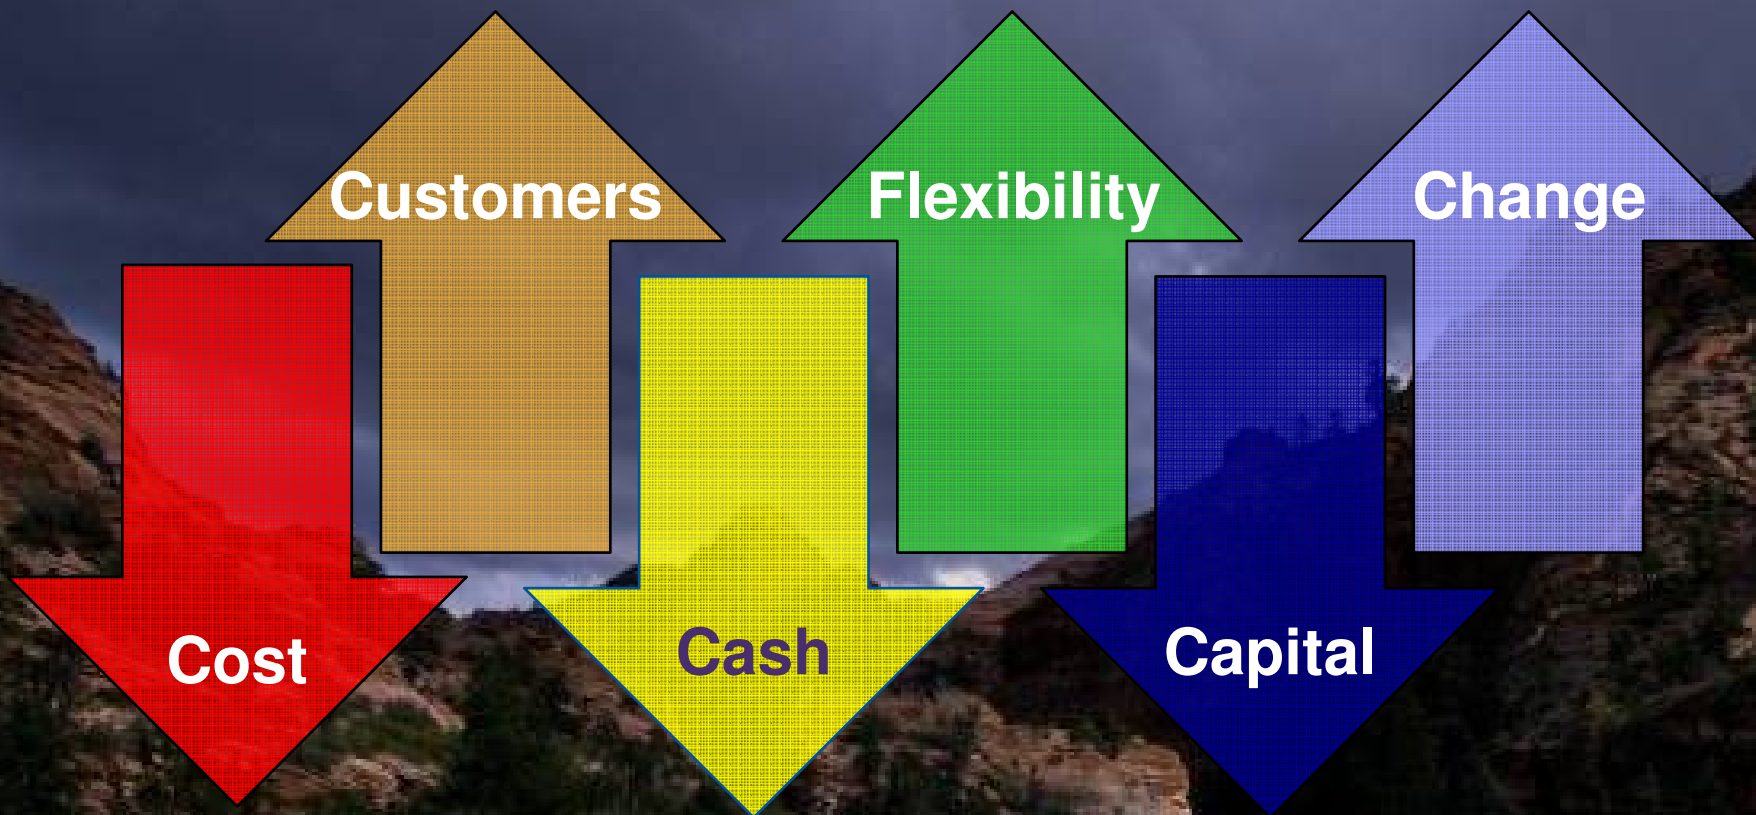 Customers
Flexibility
Change
Cost
Cash
Capital